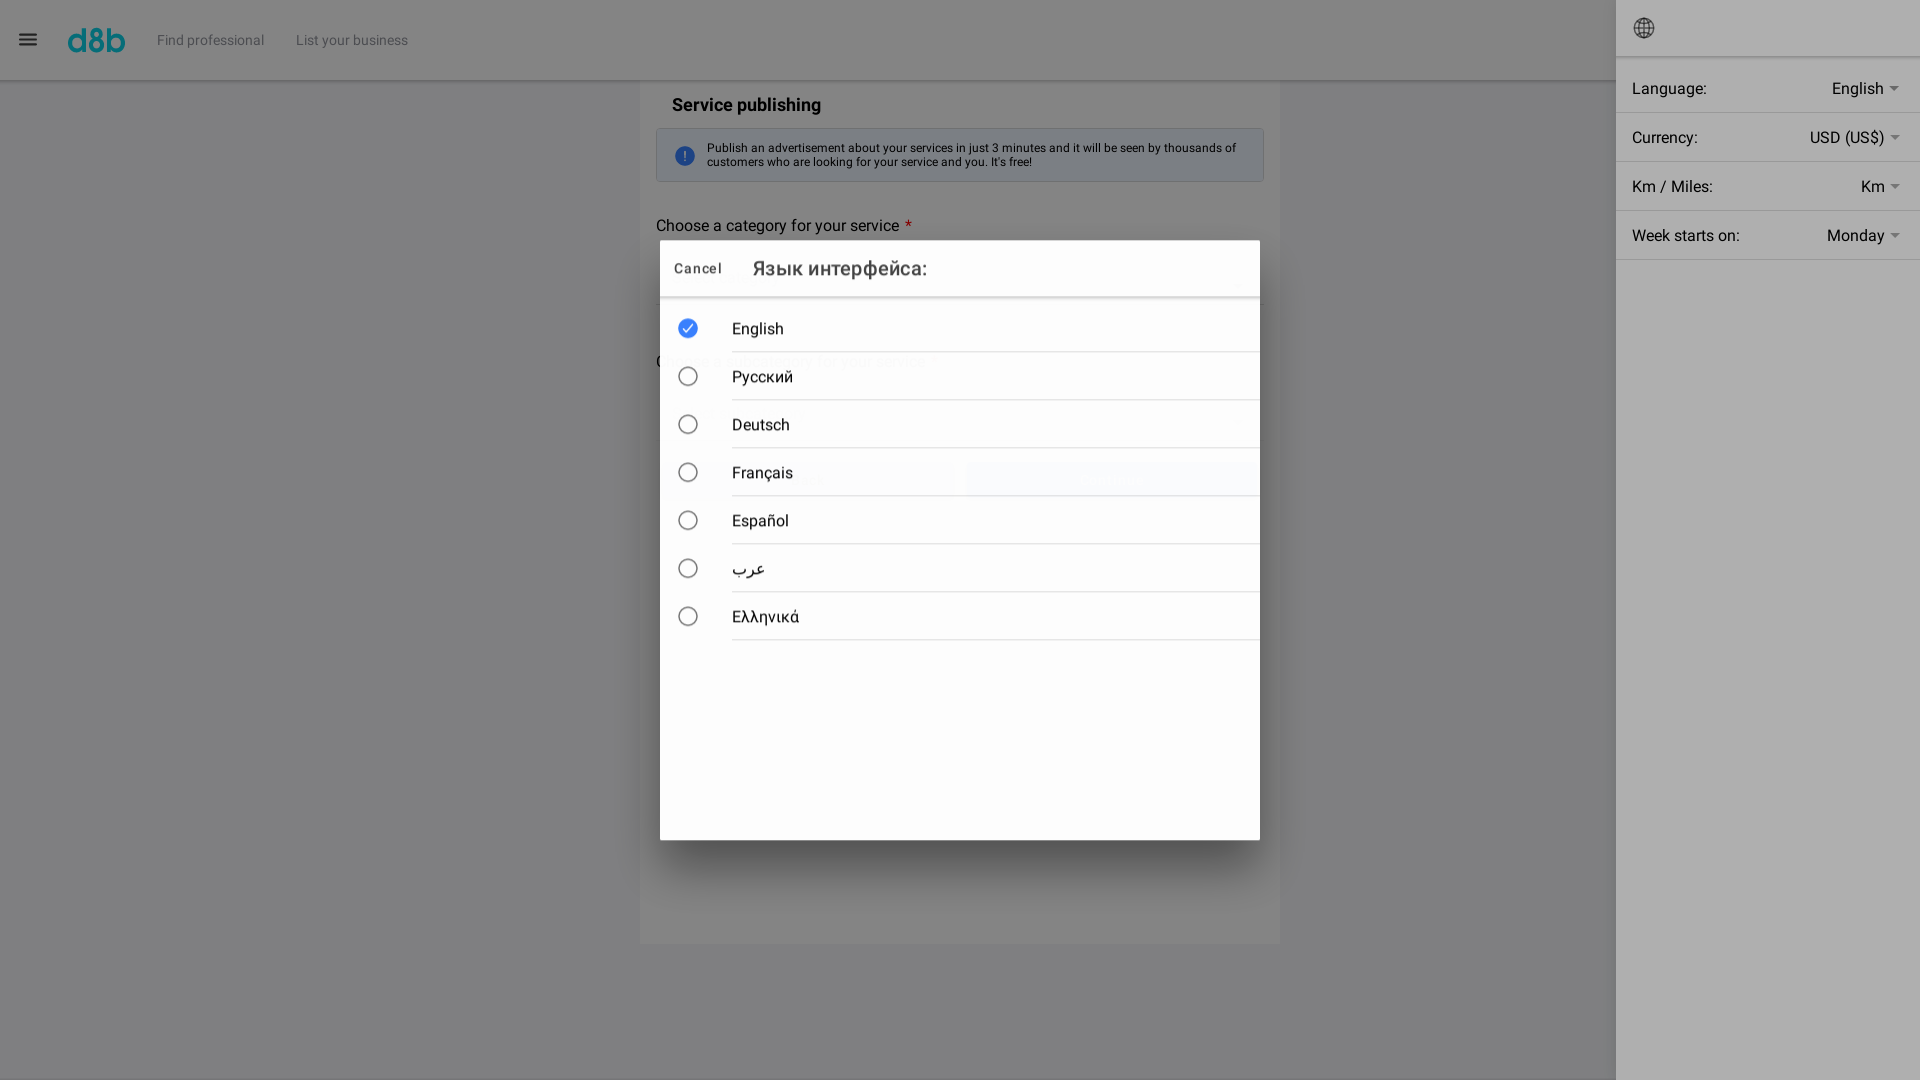 d8b
Find professional
List your business
Service publishing
Publish an advertisement about your services in just 3 minutes and it will be seen by thousands of
customers who are looking for your service and you. It's free!
Choose a category for your service *
Cancel
Язык интерфейса:
English
Русский
Deutsch
Français
Español
عرب
Ελληνικά
Language:
English
Currency:
USD (US$)
Km / Miles:
Km
Week starts on:
Monday